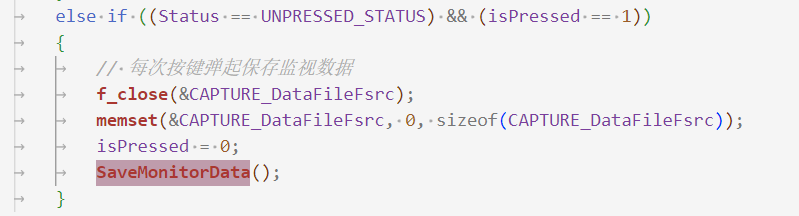 else if ((Status == UNPRESSED_STATUS) && (isPressed == 1))
{
// 每次按键弹起保存监视数据
f_close(&CAPTURE_DataFileFsrc);
memset(&CAPTURE_DataFileFsrc, 0, sizeof(CAPTURE_DataFileFsrc));
isPressed = 0;
SaveMonitorData();
}